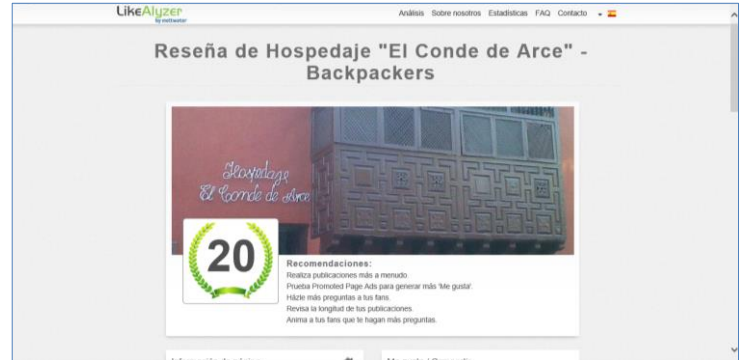 LikeAlyzer
by meltwater
Análisis Sobre nosotros Estadísticas FAQ Contacto
Reseña de Hospedaje "El Conde de Arce" -
Backpackers
Hospedage
El Conde de Arce
20
Recomendaciones:
Realiza publicaciones más a menudo.
Prueba Promoted Page Ads para generar más 'Me gusta'.
Házle más preguntas a tus fans.
Revisa la longitud de tus publicaciones.
Anima a tus fans que te hagan más preguntas.